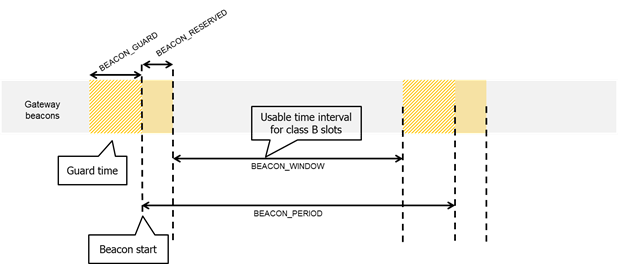 BEACON_GUARD
BEACON_RESERVED
Gateway
beacons
Usable time interval
for class B slots
Guard time
BEACON_WINDOW
BEACON_PERIOD
Beacon start